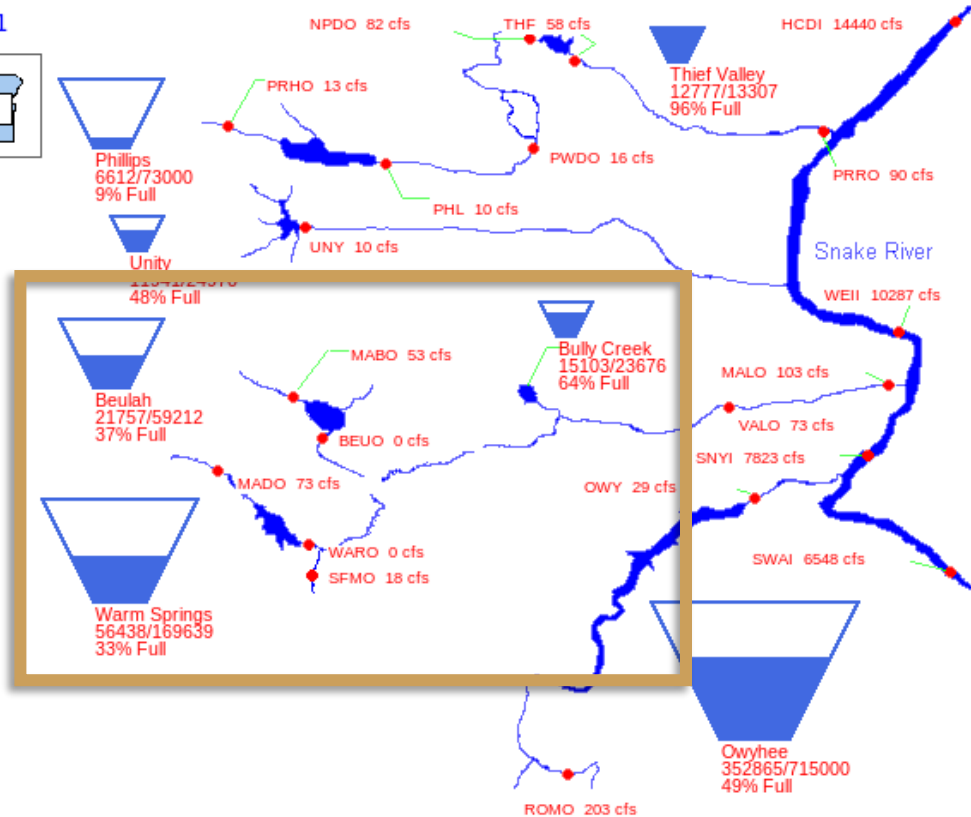 1
NPDO 82 cfs
THF 58 cfs
HCDI 14440 cfs
Thief Valley
12777/13307
96% Full
PRHO 13 cfs
Phillips
6612/73000
9% Full
PWDO 16 cfs
PRRO 90 cfs
PHL 10 cfs
UNY 10 cfs
Snake River
Unity
48% Full
WEII 10287 cfs
MABO 53 cfs
Bully Creek
15103/23676
64% Full
MALO 103 cfs
Beulah
21757/59212
37% Full
VALO 73 cfs
BEUO 0 cfs
SNYI 7823 cfs
MADO 73 cfs
OWY 29 cfs
WARO 0 cfs
SWAI 6548 cfs
SFMO 18 cfs
Warm Springs
56438/169639
33% Full
Owyhee
352865/715000
49% Full
ROMO 203 cfs